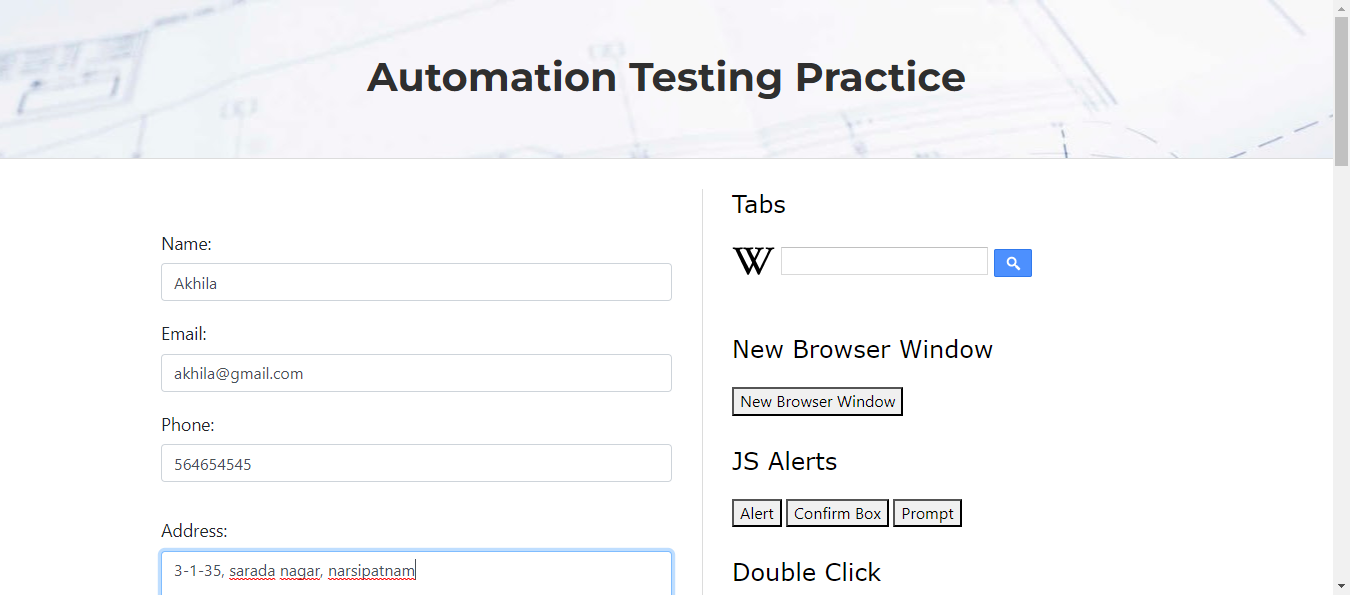 Automation Testing Practice
Name:
Akhila
Email:
akhila@gmail.com
Phone:
564654545
Address:
3-1-35, sarada nagar, narsipatnam
Tabs
W
New Browser Window
New Browser Window
JS Alerts
Alert Confirm Box Prompt
Double Click